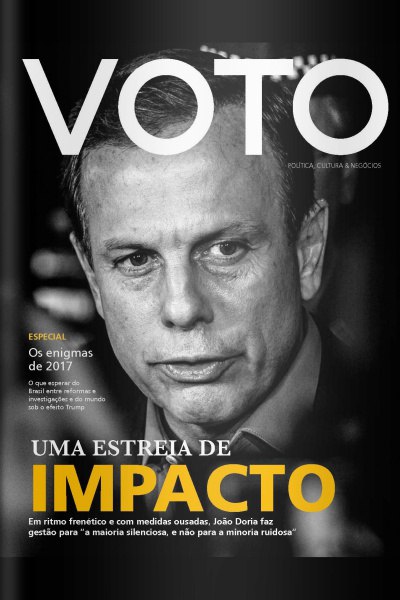 VOTO
POLÍTICA, CULTURA & NEGÓCIOS
ESPECIAL
Os enigmas
de 2017
O que esperar do
Brasil entre reformas e
investigações e do mundo
sob o efeito Trump
UMA ESTREIA DE
IMPACTO
Em ritmo frenético e com medidas ousadas, João Doria faz
gestão para “a maioria silenciosa, e não para a minoria ruidosa”